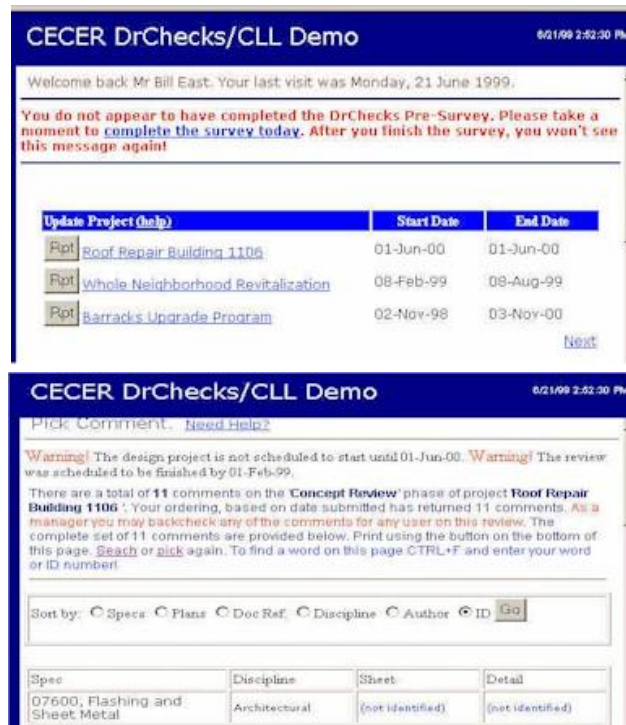 CECER DrChecks/CLL Demo
6/21/99 2:52:30 PM
Welcome back Mr Bill East. Your last visit was Monday, 21 June 1999.
You do not appear to have completed the DrChecks Pre-Survey. Please take a
moment to complete the survey today. After you finish the survey, you won't see
this message again!
Update Project (help) Start Date End Date
Rpt Roof Repair Building 1106 01-Jun-00 01-Jun-00
Rpt Whole Neighborhood Revitalization 08-Feb-99 08-Aug-99
Rpt Barracks Upgrade Program 02-Nov-98 03-Nov-00
Next
CECER DrChecks/CLL Demo
6/21/99 2:52:30 PM
Pick Comment. Need Help?
Warning! The design project is not scheduled to start until 01-Jun-00. Warning! The review
was scheduled to be finished by 01-Feb-99.
There are a total of 11 comments on the 'Concept Review' phase of project 'Roof Repair
Building 1106 '. Your ordering, based on date submitted has returned 11 comments. As a
manager you may backcheck any of the comments for any user on this review. The
complete set of 11 comments are provided below. Print using the button on the bottom of
this page. Seach or pick again. To find a word on this page CTRL+F and enter your word
or ID number!
Sort by: Specs Plans Doc Ref. Discipline Author ID Go
Spec Discipline Sheet Detail
07600, Flashing and
Sheet Metal Architectural (not identified) (not identified)